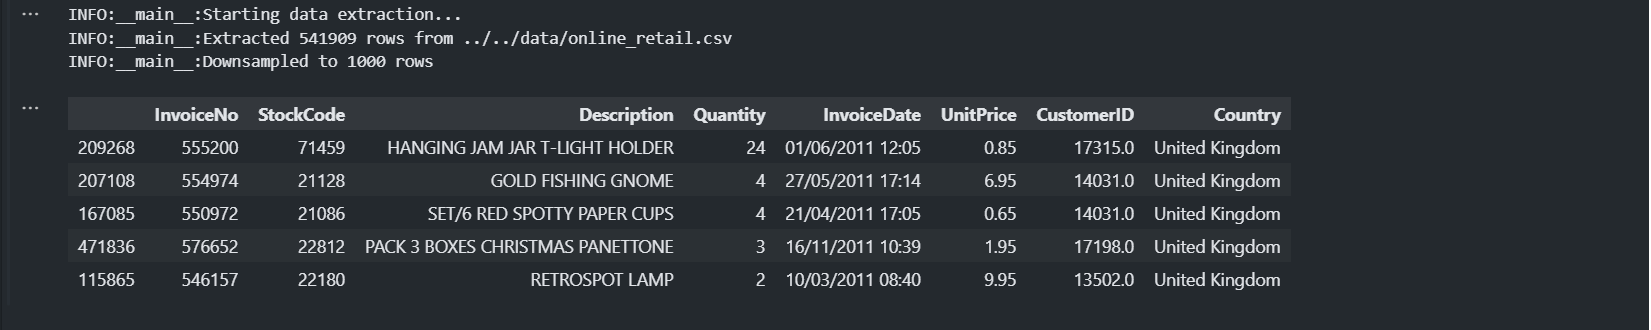 INFO:__main__:Starting data extraction...
INFO:__main__:Extracted 541909 rows from ../../data/online_retail.csv
INFO:__main__:Downsampled to 1000 rows
InvoiceNo StockCode Description Quantity InvoiceDate UnitPrice CustomerID Country
209268 555200 71459 HANGING JAM JAR T-LIGHT HOLDER 24 01/06/2011 12:05 0.85 17315.0 United Kingdom
207108 554974 21128 GOLD FISHING GNOME 4 27/05/2011 17:14 6.95 14031.0 United Kingdom
167085 550972 21086 SET/6 RED SPOTTY PAPER CUPS 4 21/04/2011 17:05 0.65 14031.0 United Kingdom
471836 576652 22812 PACK 3 BOXES CHRISTMAS PANETTONE 3 16/11/2011 10:39 1.95 17198.0 United Kingdom
115865 546157 22180 RETROSPOT LAMP 2 10/03/2011 08:40 9.95 13502.0 United Kingdom